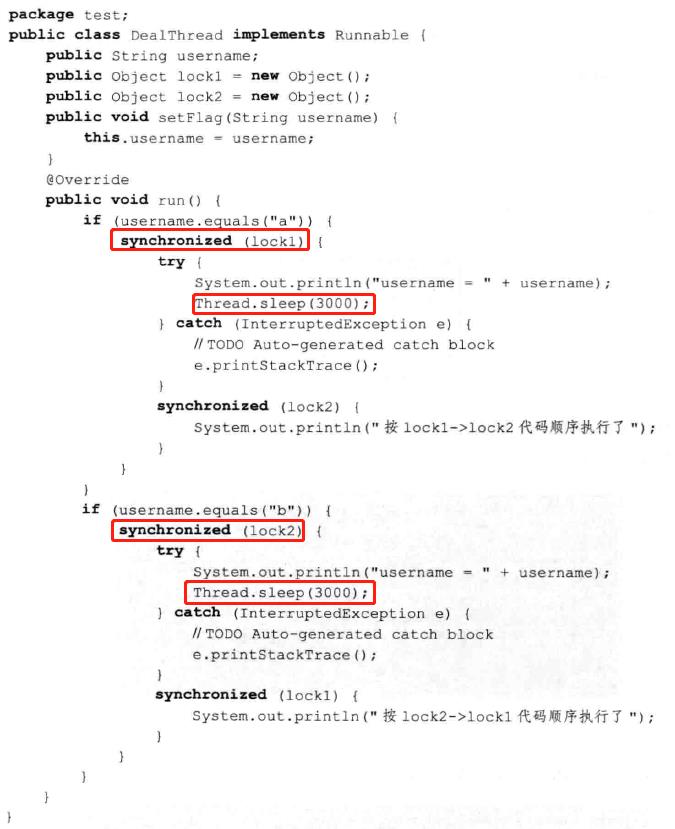 package test;
public class DealThread implements Runnable {
    public String username;
    public Object lock1 = new Object();
    public Object lock2 = new Object();
    public void setFlag(String username) {
        this.username = username;
    }
    @Override
    public void run() {
        if (username.equals("a")) {
            synchronized (lock1) {
                try {
                    System.out.println("username = " + username);
                    Thread.sleep(3000);
                } catch (InterruptedException e) {
                    //TODO Auto-generated catch block
                    e.printStackTrace();
                }
                synchronized (lock2) {
                    System.out.println("按 lock1->lock2 代码顺序执行了");
                }
            }
        }
        if (username.equals("b")) {
            synchronized (lock2) {
                try {
                    System.out.println("username = " + username);
                    Thread.sleep(3000);
                } catch (InterruptedException e) {
                    //TODO Auto-generated catch block
                    e.printStackTrace();
                }
                synchronized (lock1) {
                    System.out.println("按 lock2->lock1 代码顺序执行了");
                }
            }
        }
    }
}